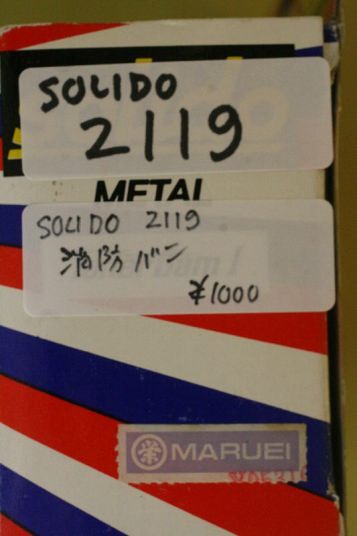 SOLIDO
2119
METAL
SOLIDO 2119
消防バン
¥1000
MARUEI